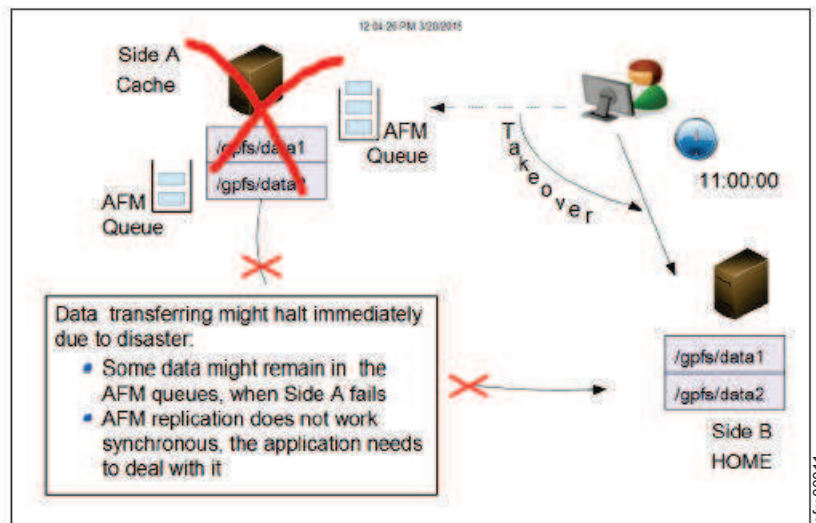 12:04:26 PM 3/20/2015
Side A
Cache
/gpfs/data1
/gpfs/data2
AFM
Queue
AFM
Queue
Takeover
11:00:00
Data transferring might halt immediately
due to disaster:
Some data might remain in the
AFM queues, when Side A fails
AFM replication does not work
synchronous, the application needs
to deal with it
/gpfs/data1
/gpfs/data2
Side B
HOME